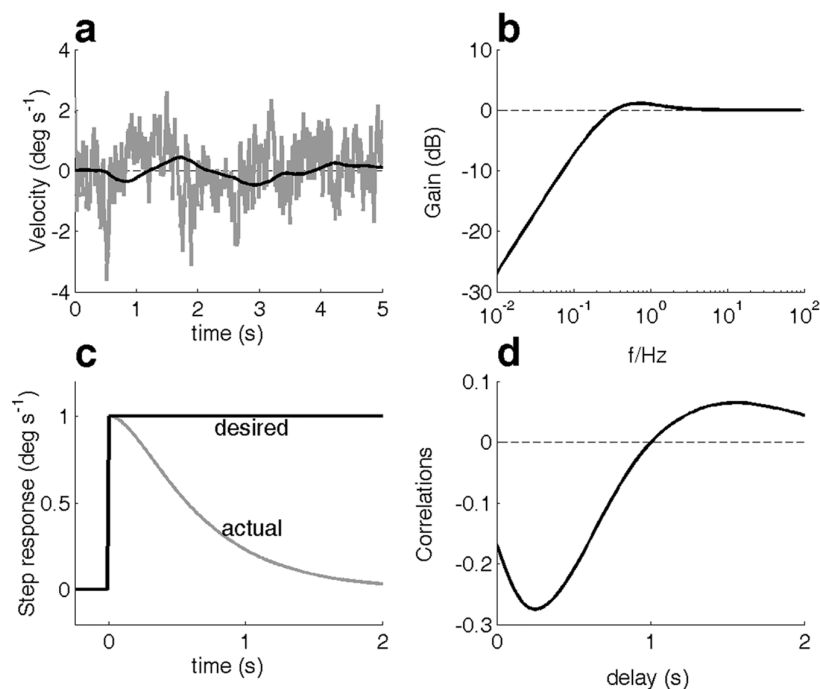 a
4
2
0
-2
-4
Velocity (deg s⁻¹)
0 1 2 3 4 5
time (s)
b
10
0
-10
-20
-30
Gain (dB)
10⁻² 10⁻¹ 10⁰ 10¹ 10²
f/Hz
c
1
0.5
0
Step response (deg s⁻¹)
desired
actual
0 1 2
time (s)
d
0.1
0
-0.1
-0.2
-0.3
Correlations
0 1 2
delay (s)